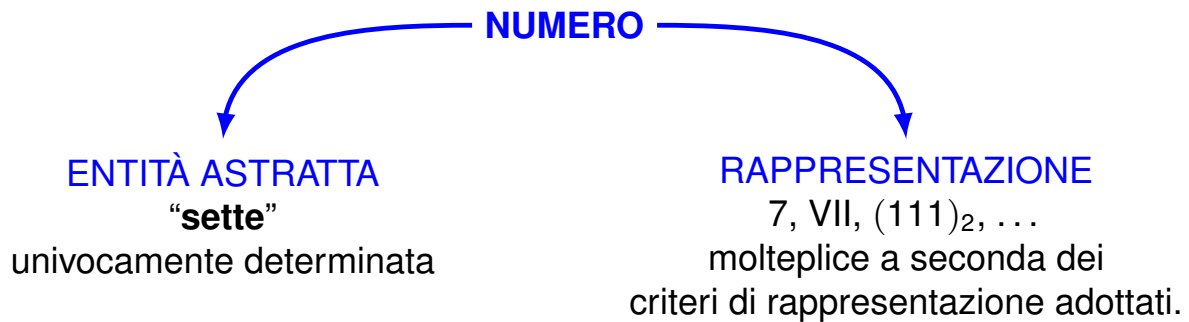 NUMERO
ENTITÀ ASTRATTA
“sette”
univocamente determinata
RAPPRESENTAZIONE
7, VII, (111)₂, . . .
molteplice a seconda dei
criteri di rappresentazione adottati.